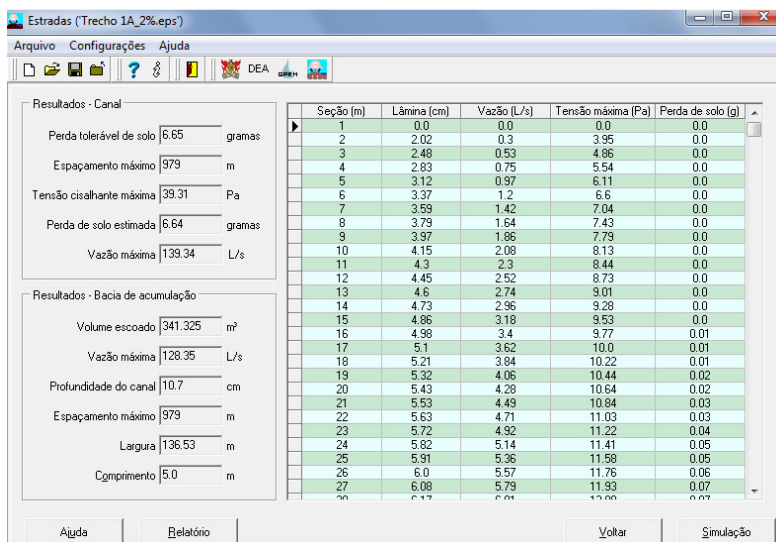 Estradas ('Trecho 1A_2%.eps')
Arquivo Configurações Ajuda
DEA
Resultados - Canal
Perda tolerável de solo 6.65 gramas
Espaçamento máximo 979 m
Tensão cisalhante máxima 39.31 Pa
Perda de solo estimada 6.64 gramas
Vazão máxima 139.34 L/s
Resultados - Bacia de acumulação
Volume escoado 341.325 m³
Vazão máxima 128.35 L/s
Profundidade do canal 10.7 cm
Espaçamento máximo 979 m
Largura 136.53 m
Comprimento 5.0 m
Seção (m) Lâmina (cm) Vazão (L/s) Tensão máxima (Pa) Perda de solo (g)
1 0.0 0.0 0.0 0.0
2 2.02 0.3 3.95 0.0
3 2.48 0.53 4.86 0.0
4 2.83 0.75 5.54 0.0
5 3.12 0.97 6.11 0.0
6 3.37 1.2 6.6 0.0
7 3.59 1.42 7.04 0.0
8 3.79 1.64 7.43 0.0
9 3.97 1.86 7.79 0.0
10 4.15 2.08 8.13 0.0
11 4.3 2.3 8.44 0.0
12 4.45 2.52 8.73 0.0
13 4.6 2.74 9.01 0.0
14 4.73 2.96 9.28 0.0
15 4.86 3.18 9.53 0.0
16 4.98 3.4 9.77 0.01
17 5.1 3.62 10.0 0.01
18 5.21 3.84 10.22 0.01
19 5.32 4.06 10.44 0.02
20 5.43 4.28 10.64 0.02
21 5.53 4.49 10.84 0.03
22 5.63 4.71 11.03 0.03
23 5.72 4.92 11.22 0.04
24 5.82 5.14 11.41 0.05
25 5.91 5.36 11.58 0.05
26 6.0 5.57 11.76 0.06
27 6.08 5.79 11.93 0.07
Ajuda Relatório Voltar Simulação